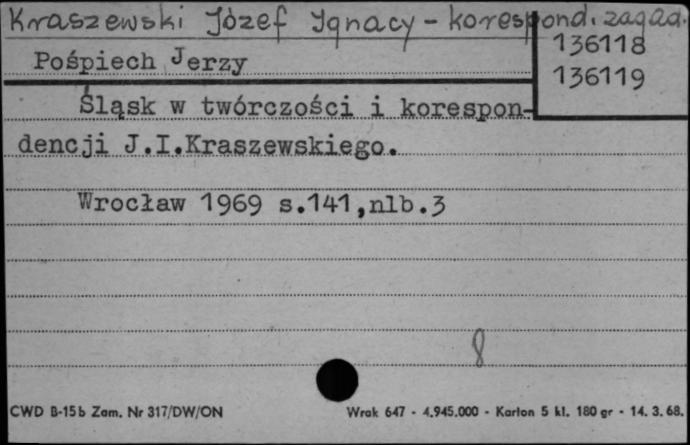 Kraszewski Józef Ignacy - korespond. zagad.
136118
Pośpiech Jerzy
136119
Śląsk w twórczości i korespon-
dencji J.I.Kraszewskiego.
Wrocław 1969 s.141,nlb.3
8
CWD B-15b Zam. Nr 317/DW/ON
Wrak 647 - 4.945.000 - Karton 5 kl. 180 gr - 14. 3. 68.